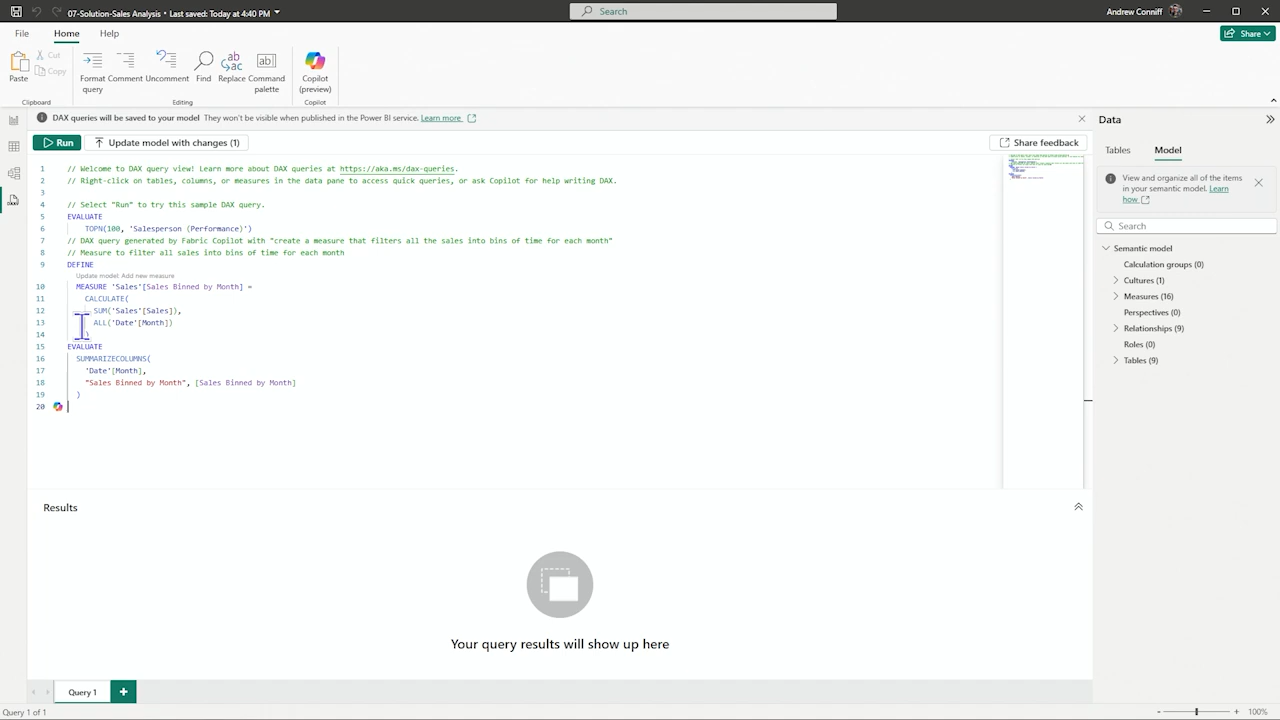 07-Solution-Sales Analysis • Last saved: Today at 4:40 PM
Search
Andrew Conniff
File
Home
Help
Share
Paste
Cut
Copy
Format query
Comment
Uncomment
Find
Replace
Command palette
Copilot (preview)
Clipboard
Editing
Copilot
DAX queries will be saved to your model They won't be visible when published in the Power BI service. Learn more
Run
Update model with changes (1)
Share feedback
1 // Welcome to DAX query view! Learn more about DAX queries at https://aka.ms/dax-queries.
2 // Right-click on tables, columns, or measures in the data pane to access quick queries, or ask Copilot for help writing DAX.
3
4 // Select "Run" to try this sample DAX query.
5 EVALUATE
6 TOPN(100, 'Salesperson (Performance)')
7 // DAX query generated by Fabric Copilot with "create a measure that filters all the sales into bins of time for each month"
8 // Measure to filter all sales into bins of time for each month
9 DEFINE
Update model: Add new measure
10 MEASURE 'Sales'[Sales Binned by Month] =
11 CALCULATE(
12 SUM('Sales'[Sales]),
13 ALL('Date'[Month])
14 )
15 EVALUATE
16 SUMMARIZECOLUMNS(
17 'Date'[Month],
18 "Sales Binned by Month", [Sales Binned by Month]
19 )
20
Data
Tables
Model
View and organize all of the items
in your semantic model. Learn
how
Search
Semantic model
Calculation groups (0)
Cultures (1)
Measures (16)
Perspectives (0)
Relationships (9)
Roles (0)
Tables (9)
Results
Your query results will show up here
Query 1
Query 1 of 1
100%